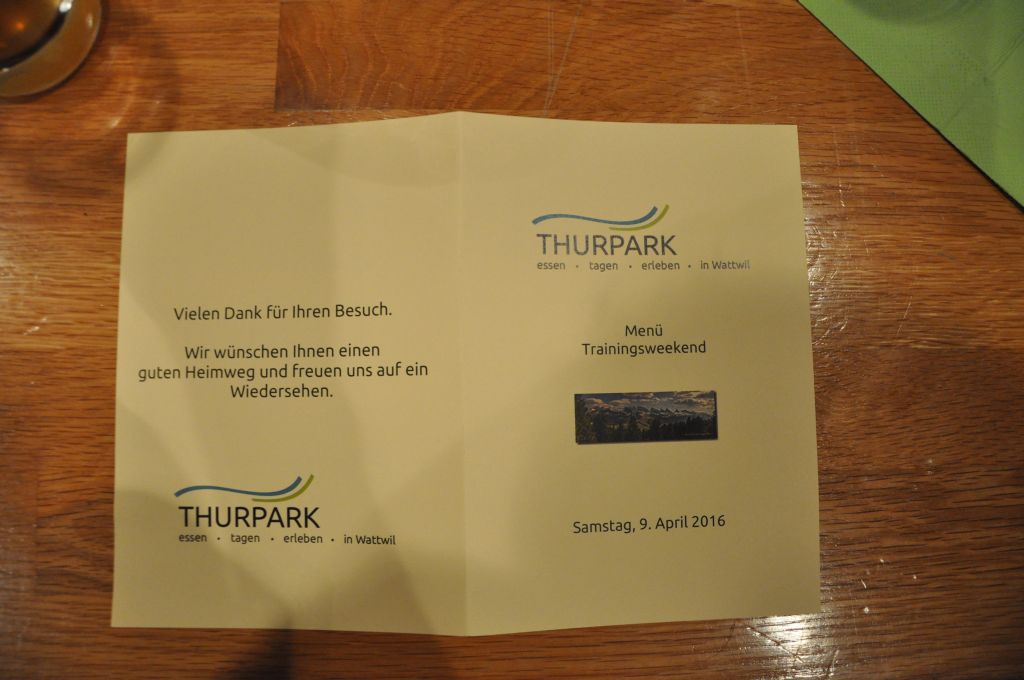 Vielen Dank für Ihren Besuch.
Wir wünschen Ihnen einen
guten Heimweg und freuen uns auf ein
Wiedersehen.
THURPARK
essen · tagen · erleben · in Wattwil
THURPARK
essen · tagen · erleben · in Wattwil
Menü
Trainingsweekend
Samstag, 9. April 2016